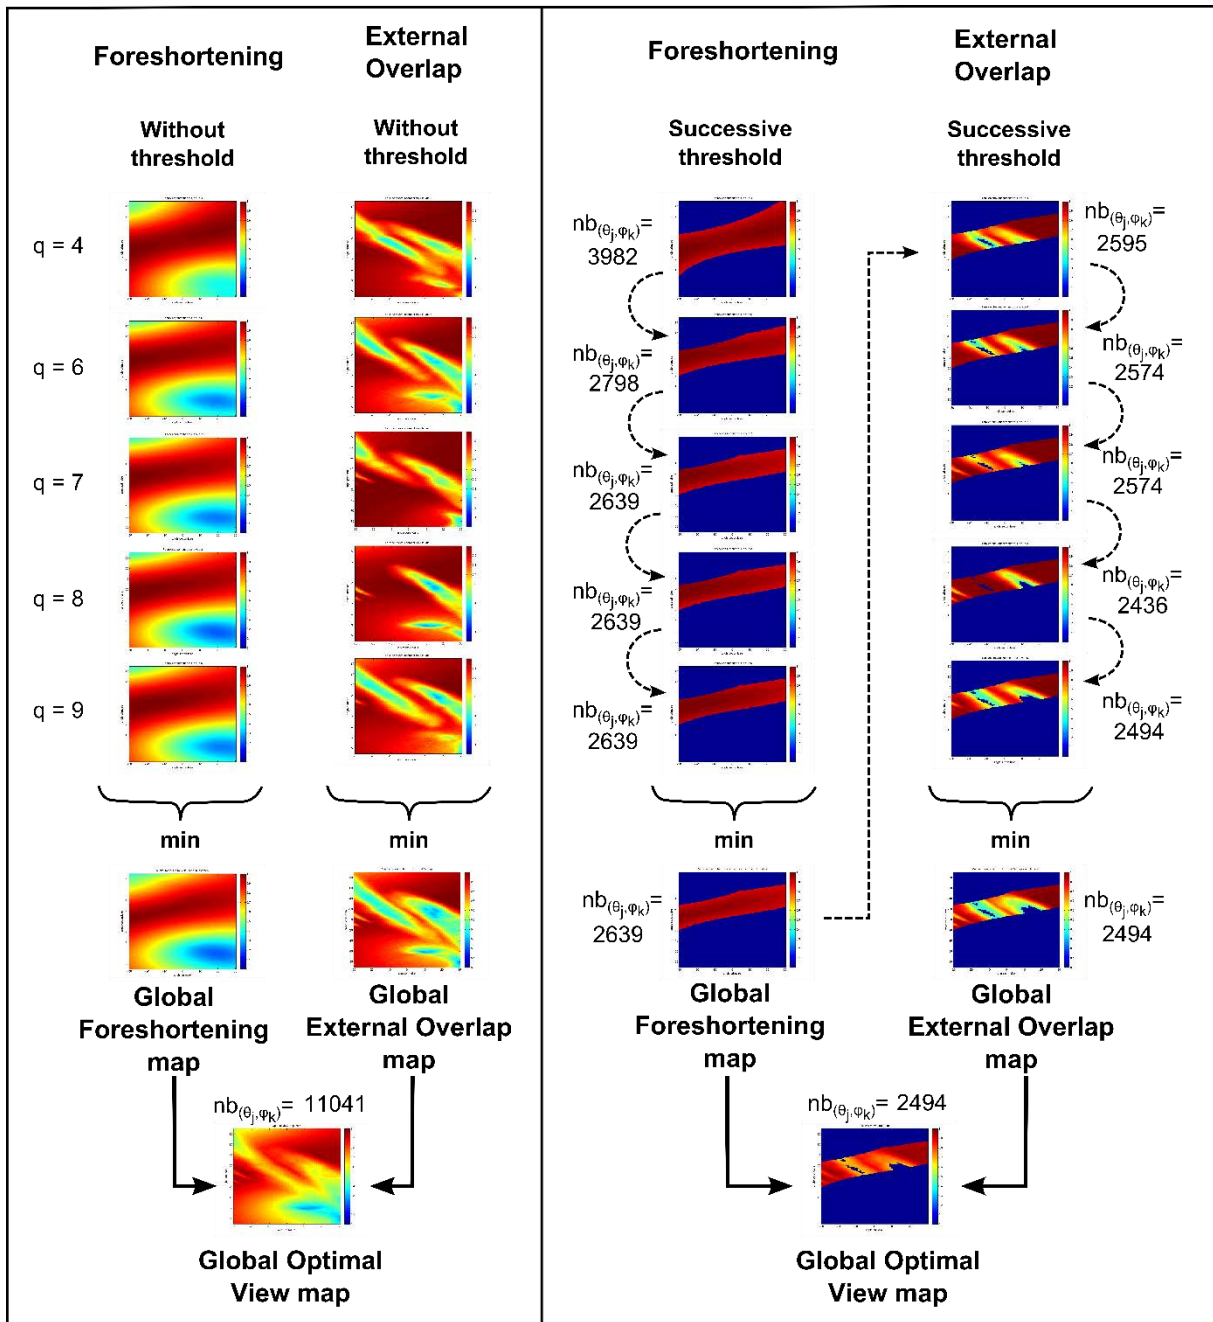 Foreshortening
External
Overlap
Without
threshold
Without
threshold
q = 4
q = 6
q = 7
q = 8
q = 9
min
min
Global
Foreshortening
map
Global
External Overlap
map
nb(θj,φk)= 11041
Global Optimal
View map
Foreshortening
External
Overlap
Successive
threshold
Successive
threshold
nb(θj,φk)=
3982
nb(θj,φk)=
2798
nb(θj,φk)=
2639
nb(θj,φk)=
2639
nb(θj,φk)=
2639
nb(θj,φk)=
2595
nb(θj,φk)=
2574
nb(θj,φk)=
2574
nb(θj,φk)=
2436
nb(θj,φk)=
2494
min
min
nb(θj,φk)=
2639
nb(θj,φk)=
2494
Global
Foreshortening
map
Global
External Overlap
map
nb(θj,φk)= 2494
Global Optimal
View map